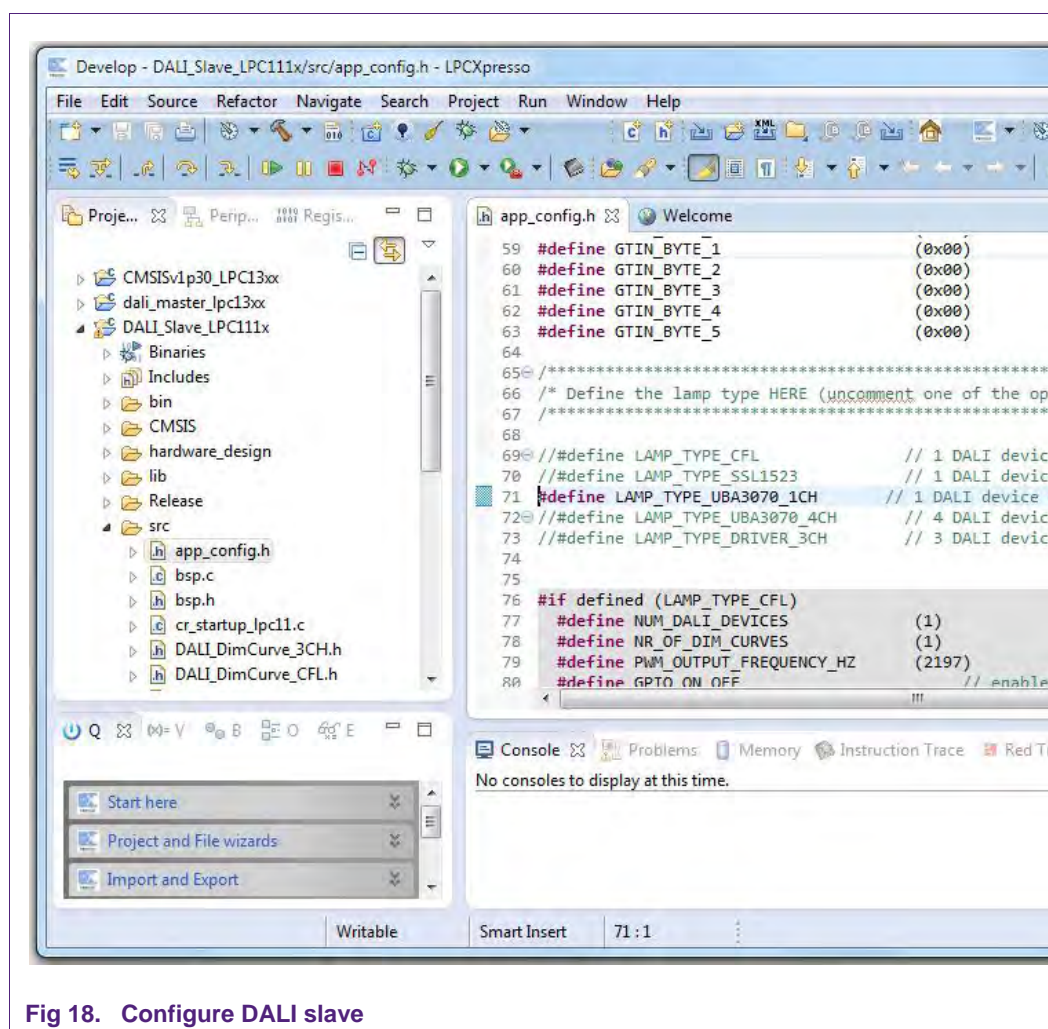 Develop - DALI_Slave_LPC111x/src/app_config.h - LPCXpresso
File Edit Source Refactor Navigate Search Project Run Window Help
Proje... Perip... Regis...
app_config.h Welcome
CMSISv1p30_LPC13xx
dali_master_lpc13xx
DALI_Slave_LPC111x
Binaries
Includes
bin
CMSIS
hardware_design
lib
Release
src
app_config.h
bsp.c
bsp.h
cr_startup_lpc11.c
DALI_DimCurve_3CH.h
DALI_DimCurve_CFL.h
59 #define GTIN_BYTE_1 (0x00)
60 #define GTIN_BYTE_2 (0x00)
61 #define GTIN_BYTE_3 (0x00)
62 #define GTIN_BYTE_4 (0x00)
63 #define GTIN_BYTE_5 (0x00)
64
65 /****************************************************
66 /* Define the lamp type HERE (uncomment one of the op
67 /****************************************************
68
69 //#define LAMP_TYPE_CFL // 1 DALI devic
70 //#define LAMP_TYPE_SSL1523 // 1 DALI devic
71 #define LAMP_TYPE_UBA3070_1CH // 1 DALI device
72 //#define LAMP_TYPE_UBA3070_4CH // 4 DALI devic
73 //#define LAMP_TYPE_DRIVER_3CH // 3 DALI devic
74
75
76 #if defined (LAMP_TYPE_CFL)
77 #define NUM_DALI_DEVICES (1)
78 #define NR_OF_DIM_CURVES (1)
79 #define PWM_OUTPUT_FREQUENCY_HZ (2197)
80 #define GPIO_ON_OFF // enable
Q (x)= V B O E
Start here
Project and File wizards
Import and Export
Console Problems Memory Instruction Trace Red T
No consoles to display at this time.
Writable Smart Insert 71 : 1
Fig 18. Configure DALI slave